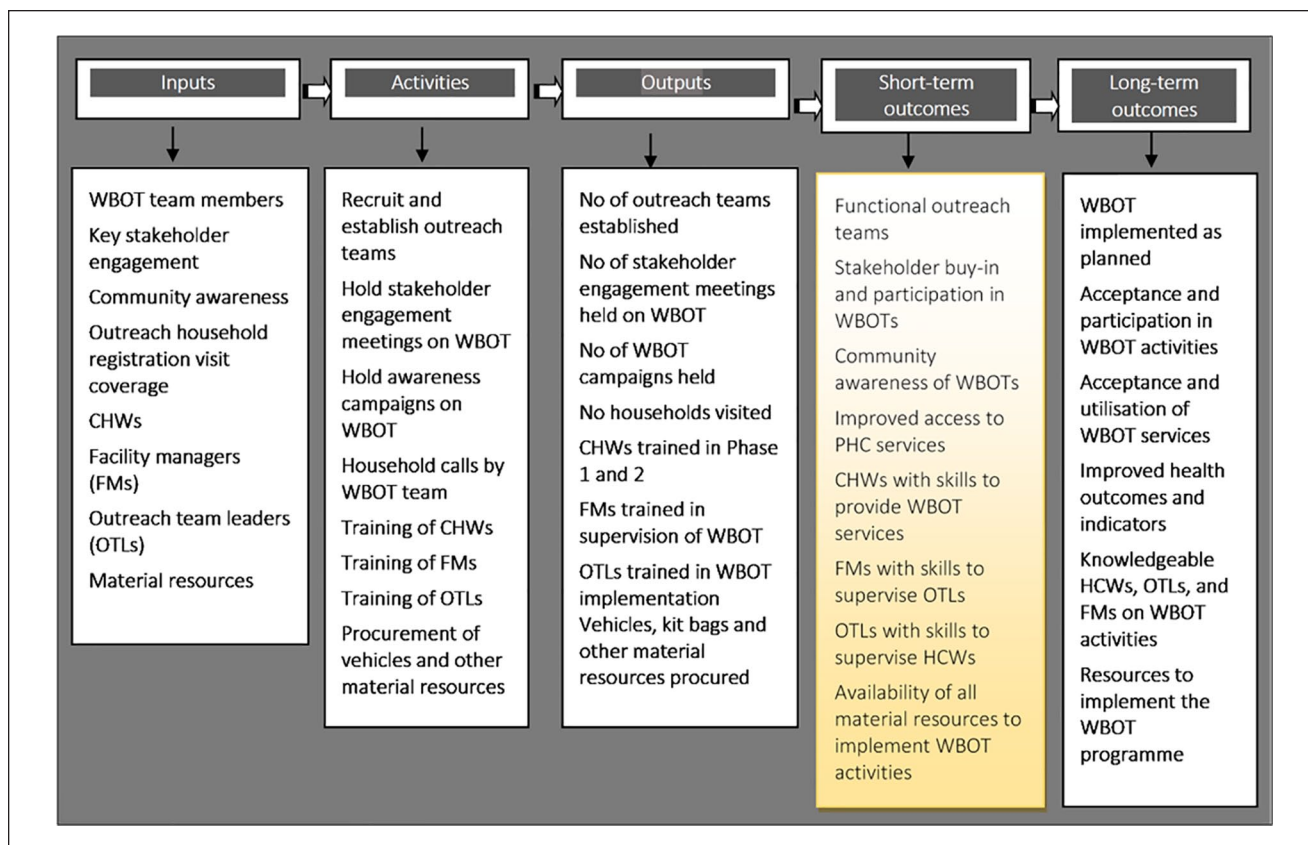 Inputs
Activities
Outputs
Short-term
outcomes
Long-term
outcomes
WBOT team members
Key stakeholder
engagement
Community awareness
Outreach household
registration visit
coverage
CHWs
Facility managers
(FMs)
Outreach team leaders
(OTLs)
Material resources
Recruit and
establish outreach
teams
Hold stakeholder
engagement
meetings on WBOT
Hold awareness
campaigns on
WBOT
Household calls by
WBOT team
Training of CHWs
Training of FMs
Training of OTLs
Procurement of
vehicles and other
material resources
No of outreach teams
established
No of stakeholder
engagement meetings
held on WBOT
No of WBOT
campaigns held
No households visited
CHWs trained in Phase
1 and 2
FMs trained in
supervision of WBOT
OTLs trained in WBOT
implementation
Vehicles, kit bags and
other material
resources procured
Functional outreach
teams
Stakeholder buy-in
and participation in
WBOTs
Community
awareness of WBOTs
Improved access to
PHC services
CHWs with skills to
provide WBOT
services
FMs with skills to
supervise OTLs
OTLs with skills to
supervise HCWs
Availability of all
material resources to
implement WBOT
activities
WBOT
implemented as
planned
Acceptance and
participation in
WBOT activities
Acceptance and
utilisation of
WBOT services
Improved health
outcomes and
indicators
Knowledgeable
HCWs, OTLs, and
FMs on WBOT
activities
Resources to
implement the
WBOT
programme